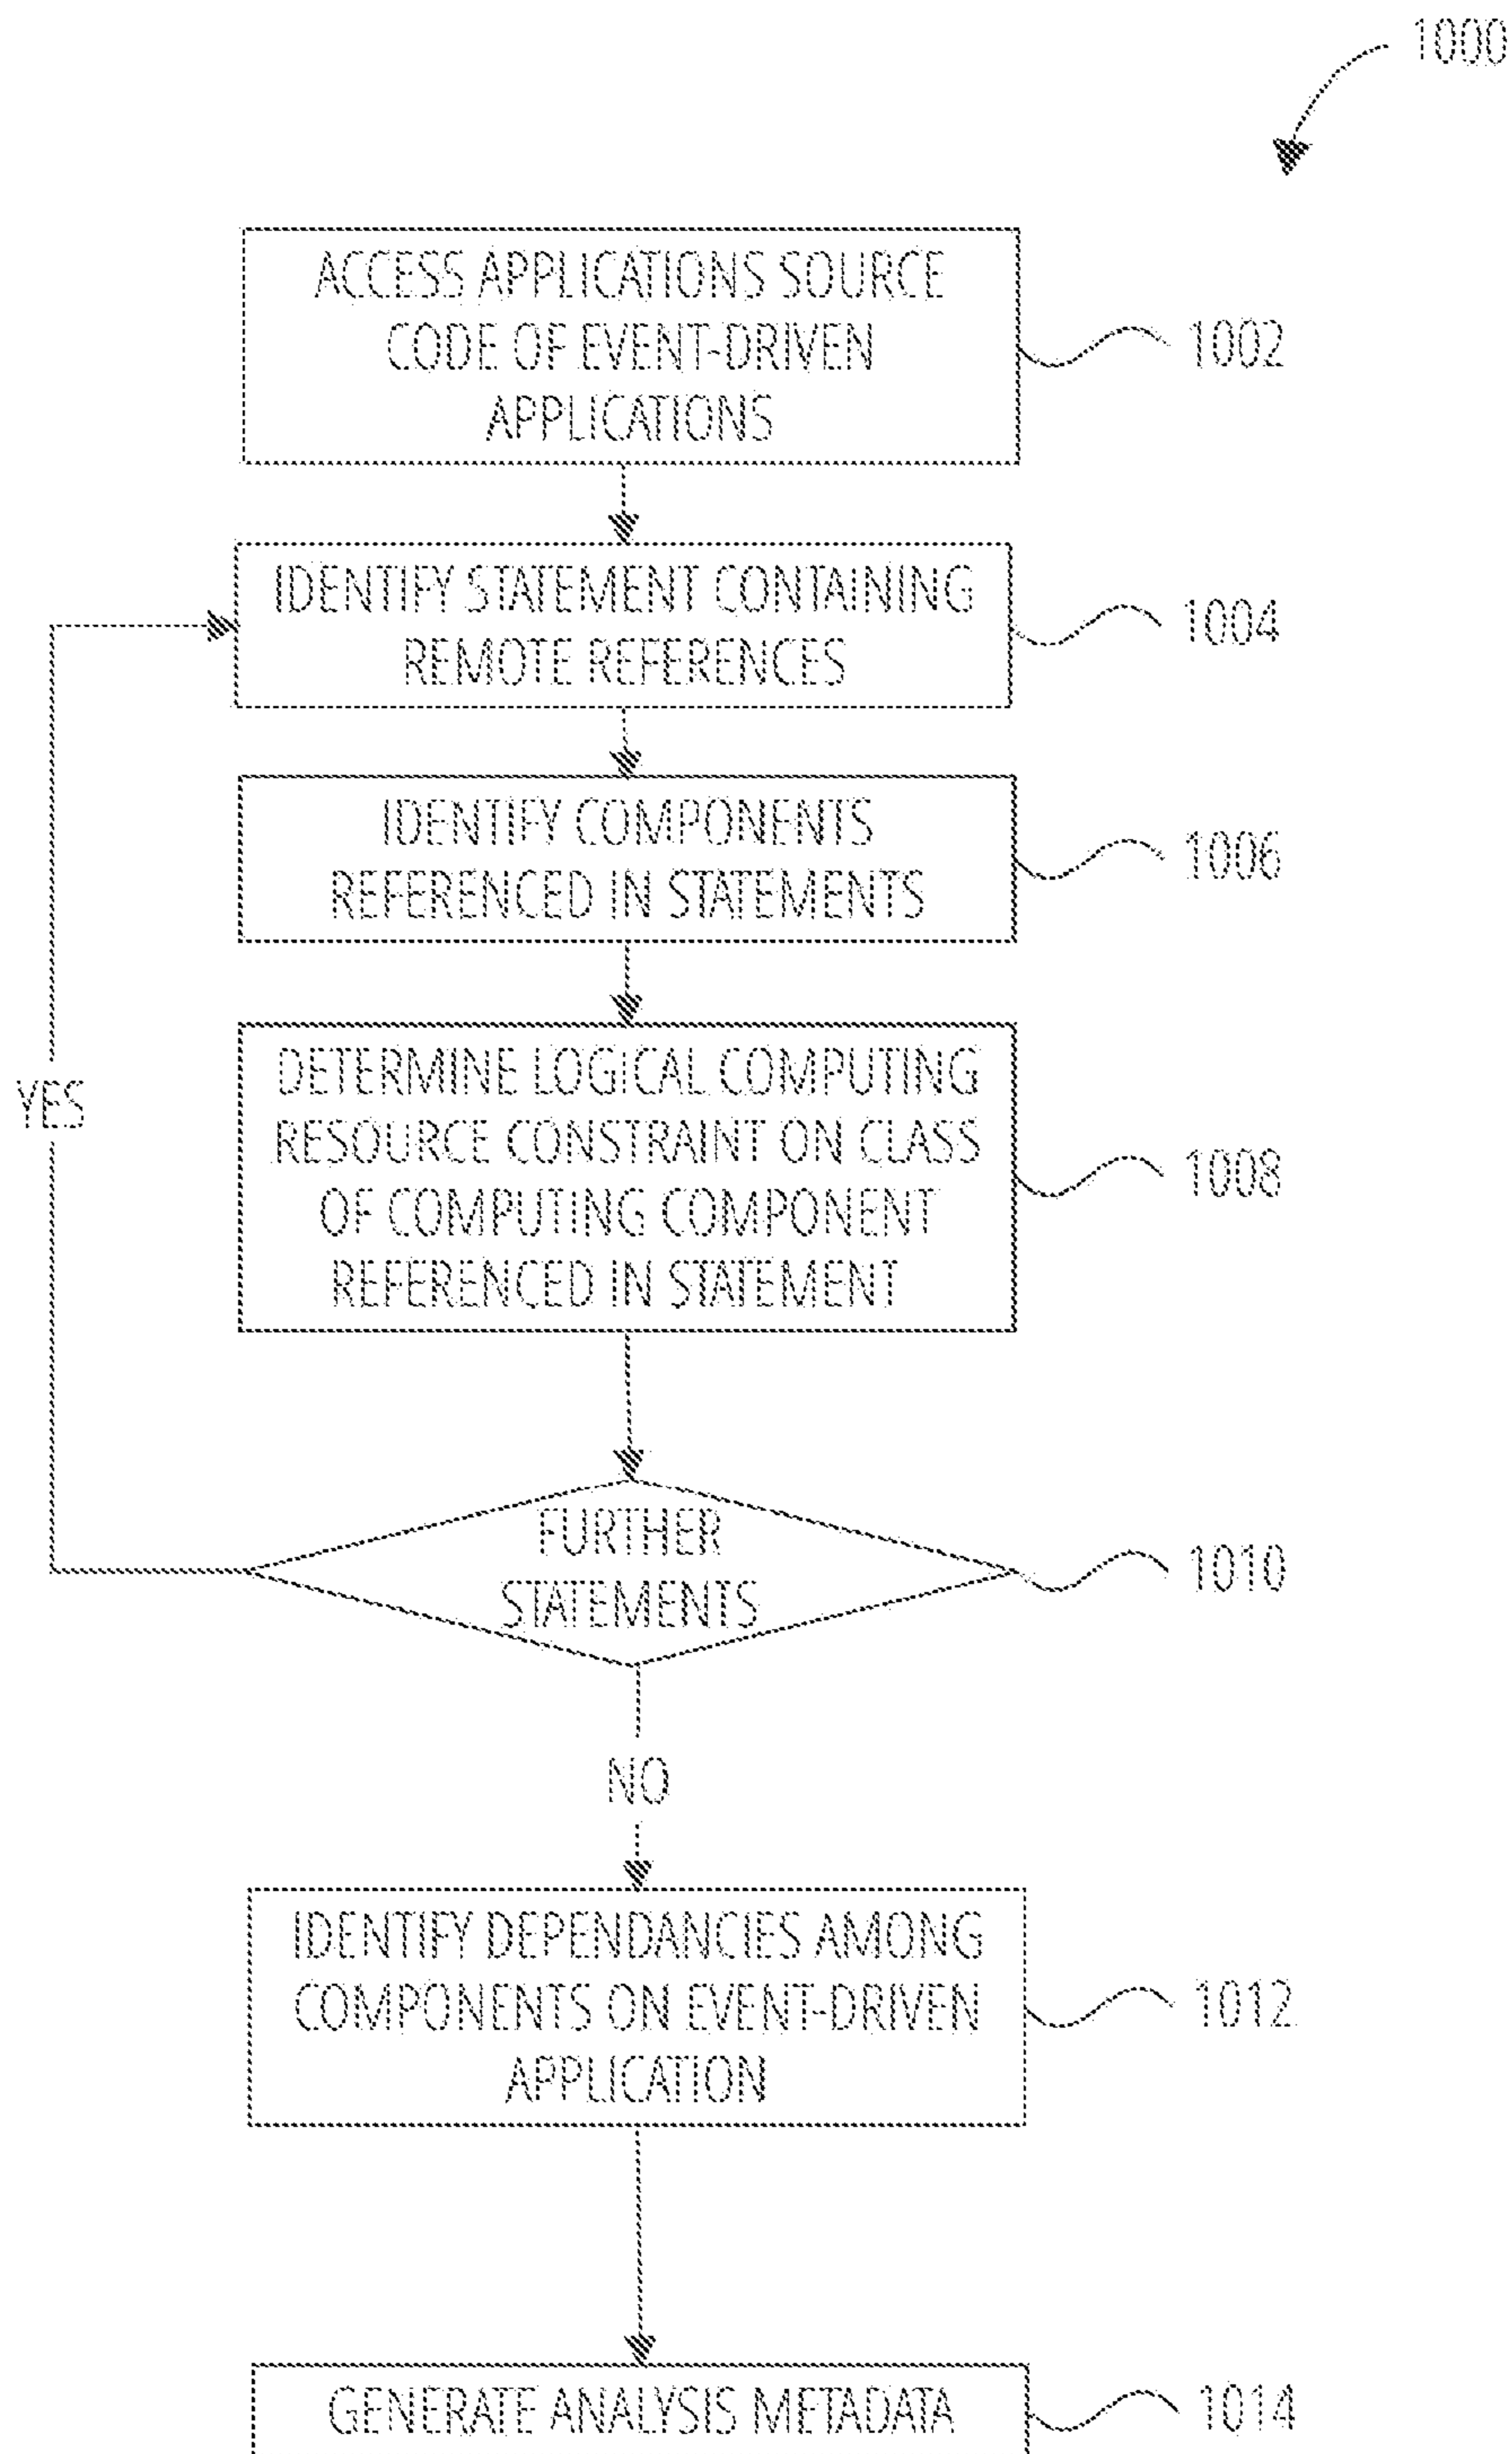 1000
ACCESS APPLICATIONS SOURCE
CODE OF EVENT-DRIVEN
APPLICATIONS
1002
IDENTIFY STATEMENT CONTAINING
REMOTE REFERENCES
1004
IDENTIFY COMPONENTS
REFERENCED IN STATEMENTS
1006
DETERMINE LOGICAL COMPUTING
RESOURCE CONSTRAINT ON CLASS
OF COMPUTING COMPONENT
REFERENCED IN STATEMENT
1008
YES
FURTHER
STATEMENTS
1010
NO
IDENTIFY DEPENDANCIES AMONG
COMPONENTS ON EVENT-DRIVEN
APPLICATION
1012
GENERATE ANALYSIS METADATA
1014